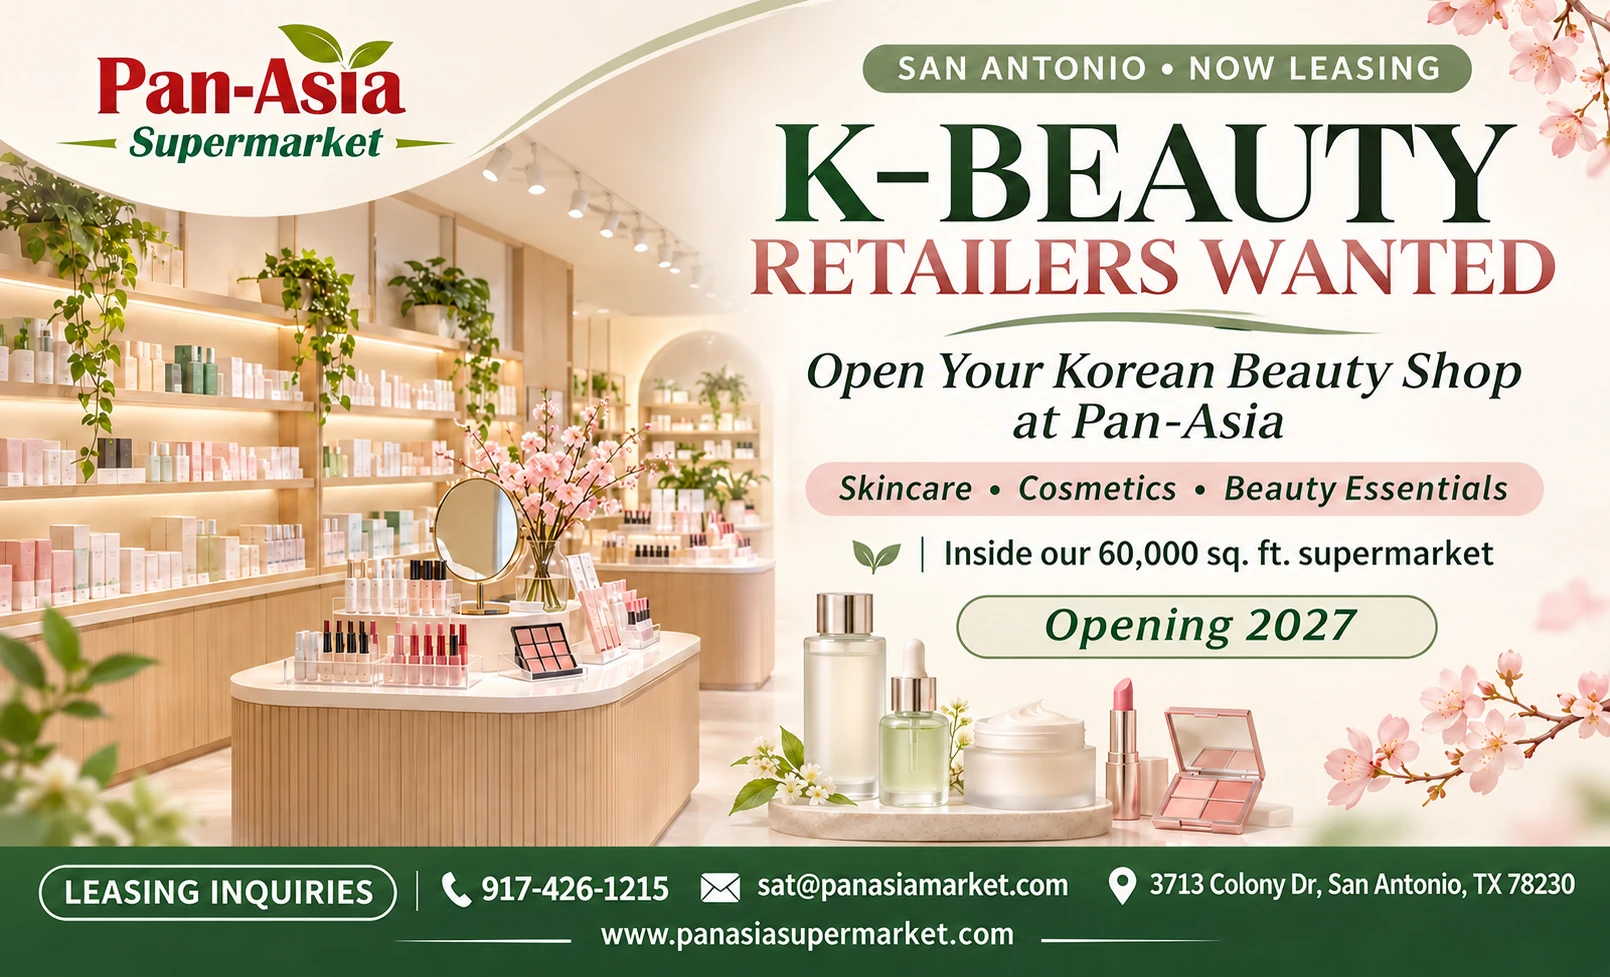 Pan-Asia
Supermarket
SAN ANTONIO • NOW LEASING
K-BEAUTY
RETAILERS WANTED
Open Your Korean Beauty Shop
at Pan-Asia
Skincare • Cosmetics • Beauty Essentials
Inside our 60,000 sq. ft. supermarket
Opening 2027
LEASING INQUIRIES
917-426-1215
sat@panasiamarket.com
3713 Colony Dr, San Antonio, TX 78230
www.panasiasupermarket.com